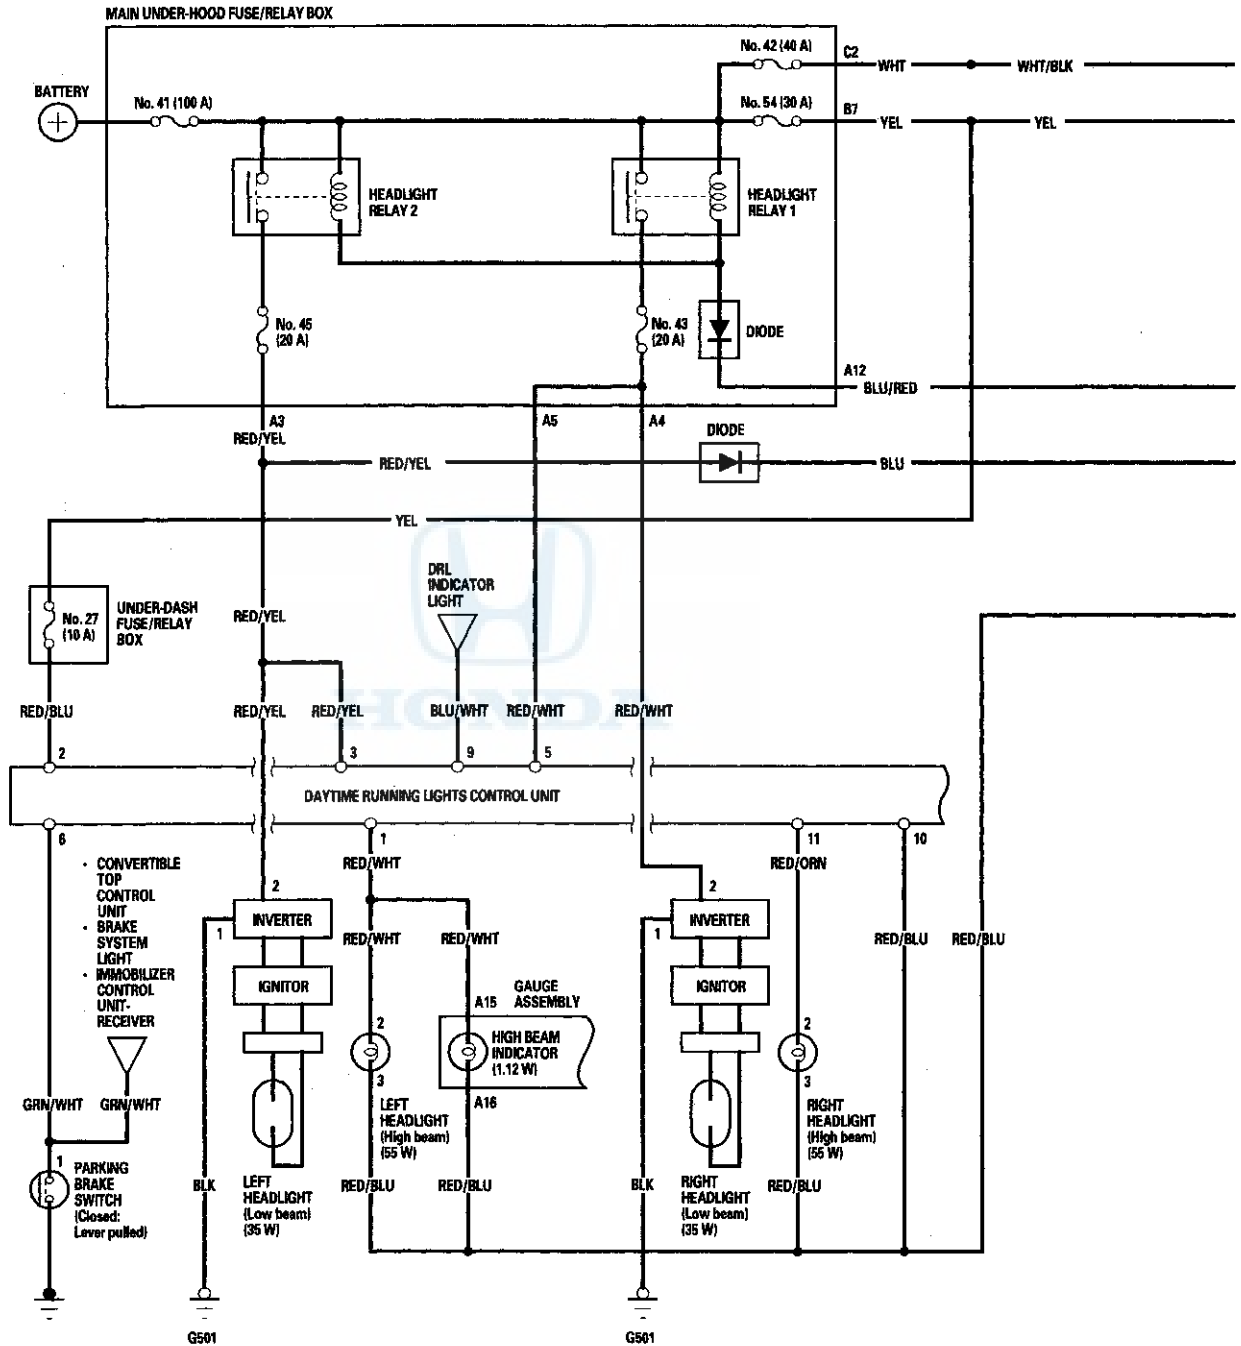 MAIN UNDER-HOOD FUSE/RELAY BOX
No. 42 (40 A)
C2
WHT
WHT/BLK
BATTERY
No. 41 (100 A)
No. 54 (30 A)
B7
YEL
YEL
HEADLIGHT
RELAY 2
HEADLIGHT
RELAY 1
No. 45
(20 A)
No. 43
(20 A)
DIODE
A12
BLU/RED
A3
RED/YEL
A5
A4
DIODE
RED/YEL
BLU
YEL
DRL
INDICATOR
LIGHT
No. 27
(10 A)
UNDER-DASH
FUSE/RELAY
BOX
RED/YEL
HONDA
RED/BLU
RED/YEL
RED/YEL
BLU/WHT
RED/WHT
RED/WHT
2
3
9
5
DAYTIME RUNNING LIGHTS CONTROL UNIT
6
1
11
10
RED/WHT
RED/ORN
• CONVERTIBLE
TOP
CONTROL
UNIT
• BRAKE
SYSTEM
LIGHT
• IMMOBILIZER
CONTROL
UNIT-
RECEIVER
2
INVERTER
1
IGNITOR
RED/WHT
RED/WHT
2
INVERTER
1
IGNITOR
RED/BLU
RED/BLU
A15
GAUGE
ASSEMBLY
2
3
HIGH BEAM
INDICATOR
(1.12 W)
A16
2
3
GRN/WHT
GRN/WHT
LEFT
HEADLIGHT
(High beam)
(55 W)
RIGHT
HEADLIGHT
(High beam)
(55 W)
1
PARKING
BRAKE
SWITCH
(Closed:
Lever pulled)
BLK
LEFT
HEADLIGHT
(Low beam)
(35 W)
RED/BLU
RED/BLU
BLK
RIGHT
HEADLIGHT
(Low beam)
(35 W)
RED/BLU
G501
G501